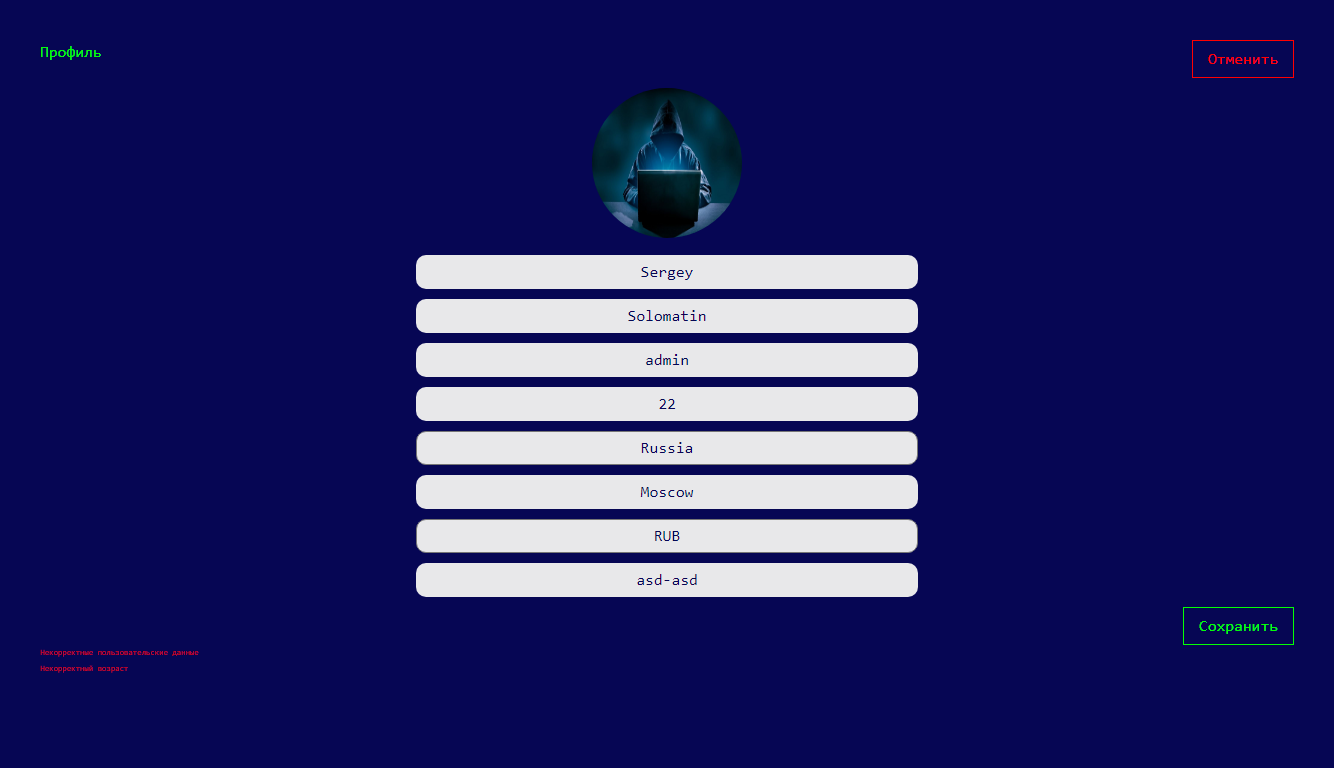 Профиль
Отменить
Sergey
Solomatin
admin
22
Russia
Moscow
RUB
asd-asd
Сохранить
Некорректные пользовательские данные
Некорректный возраст